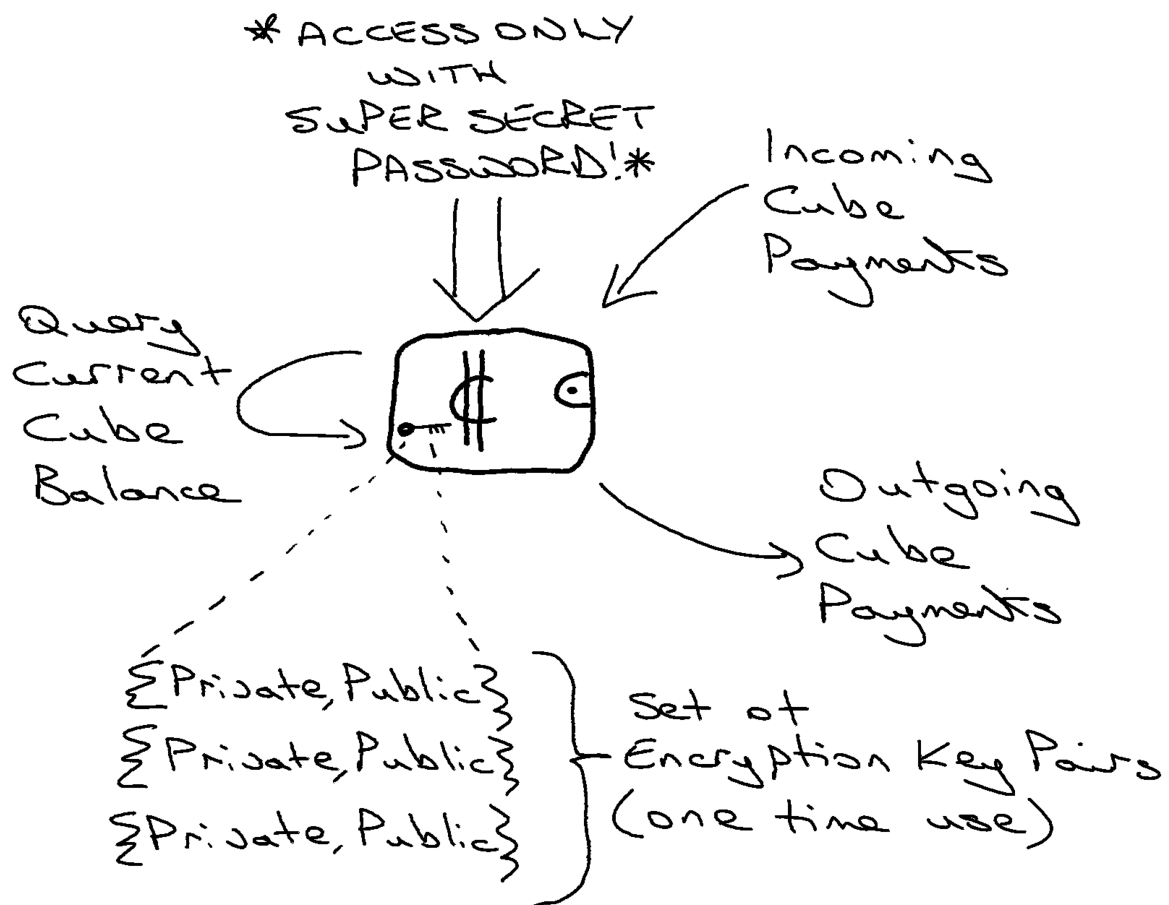 * ACCESS ONLY
WITH
SUPER SECRET
PASSWORD! *
Incoming
Cube
Payments
Query
Current
Cube
Balance
Outgoing
Cube
Payments
{Private, Public}
{Private, Public}
{Private, Public}
Set of
Encryption Key Pairs
(one time use)